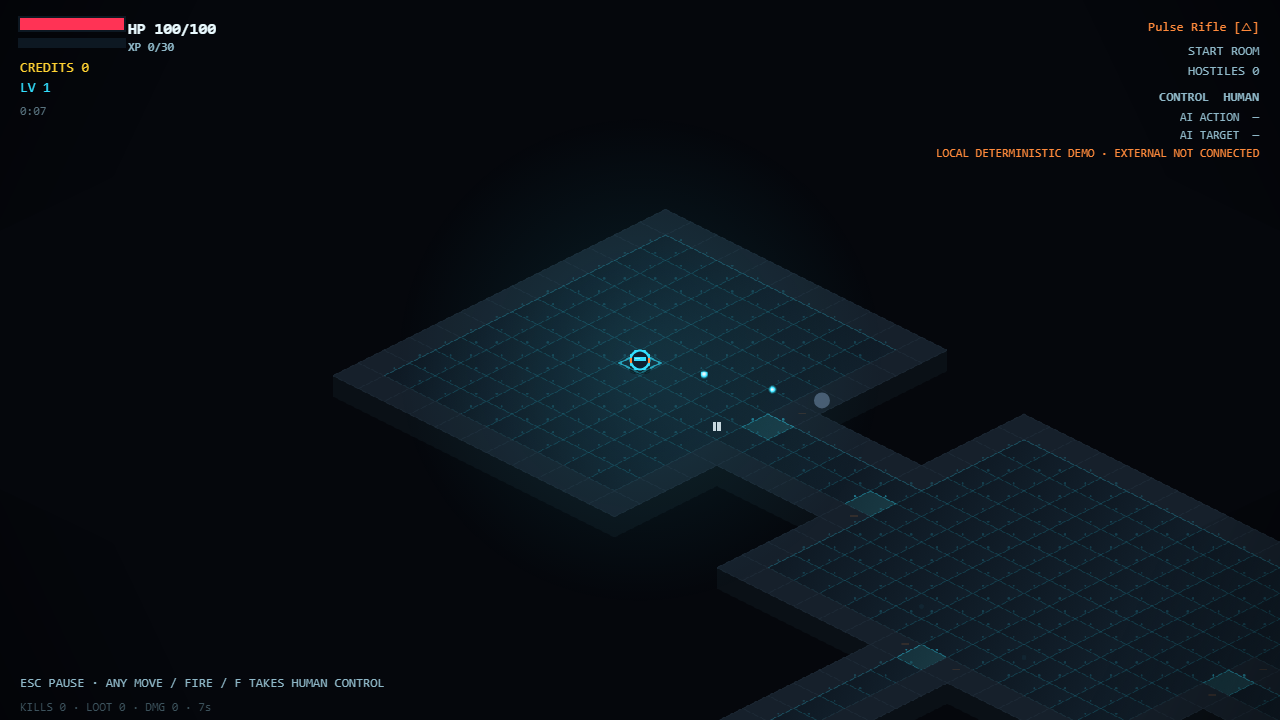 HP 100/100
XP 0/30
CREDITS 0
LV 1
0:07
Pulse Rifle [△]
START ROOM
HOSTILES 0
CONTROL HUMAN
AI ACTION —
AI TARGET —
LOCAL DETERMINISTIC DEMO · EXTERNAL NOT CONNECTED
ESC PAUSE · ANY MOVE / FIRE / F TAKES HUMAN CONTROL
KILLS 0 · LOOT 0 · DMG 0 · 7s